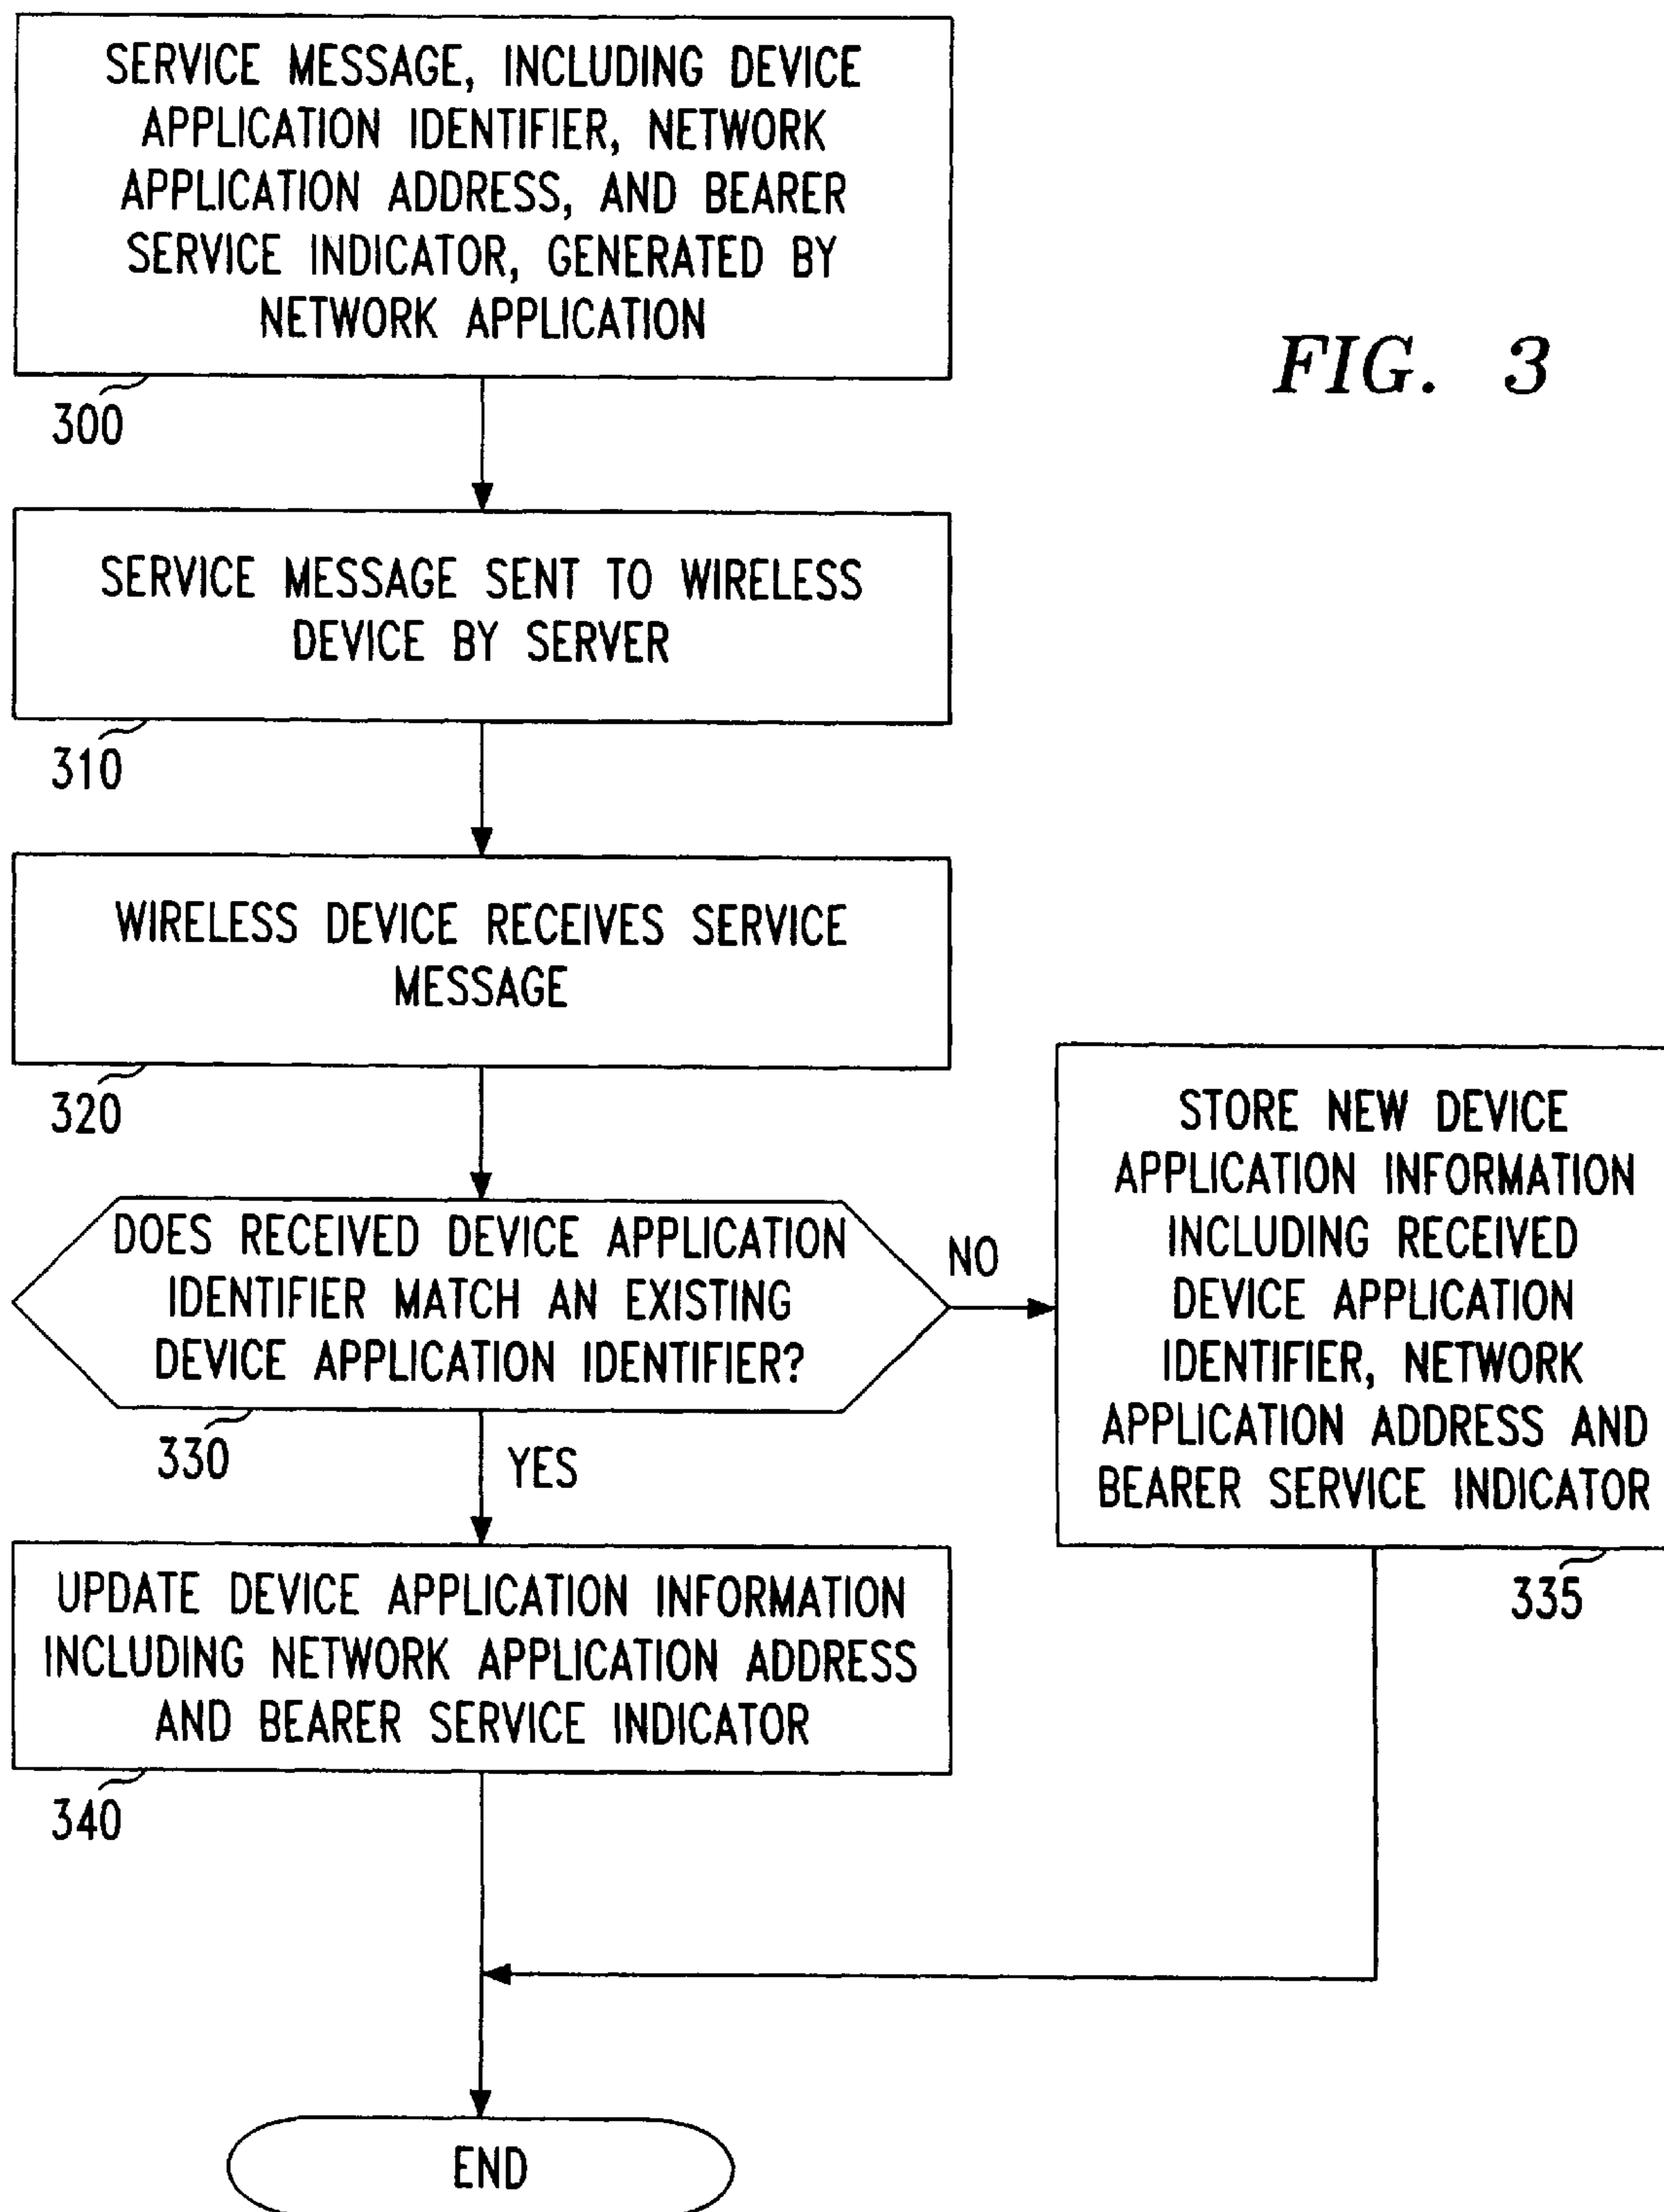 SERVICE MESSAGE, INCLUDING DEVICE
APPLICATION IDENTIFIER, NETWORK
APPLICATION ADDRESS, AND BEARER
SERVICE INDICATOR, GENERATED BY
NETWORK APPLICATION
300
FIG. 3
SERVICE MESSAGE SENT TO WIRELESS
DEVICE BY SERVER
310
WIRELESS DEVICE RECEIVES SERVICE
MESSAGE
320
DOES RECEIVED DEVICE APPLICATION
IDENTIFIER MATCH AN EXISTING
DEVICE APPLICATION IDENTIFIER?
330
NO
YES
STORE NEW DEVICE
APPLICATION INFORMATION
INCLUDING RECEIVED
DEVICE APPLICATION
IDENTIFIER, NETWORK
APPLICATION ADDRESS AND
BEARER SERVICE INDICATOR
335
UPDATE DEVICE APPLICATION INFORMATION
INCLUDING NETWORK APPLICATION ADDRESS
AND BEARER SERVICE INDICATOR
340
END